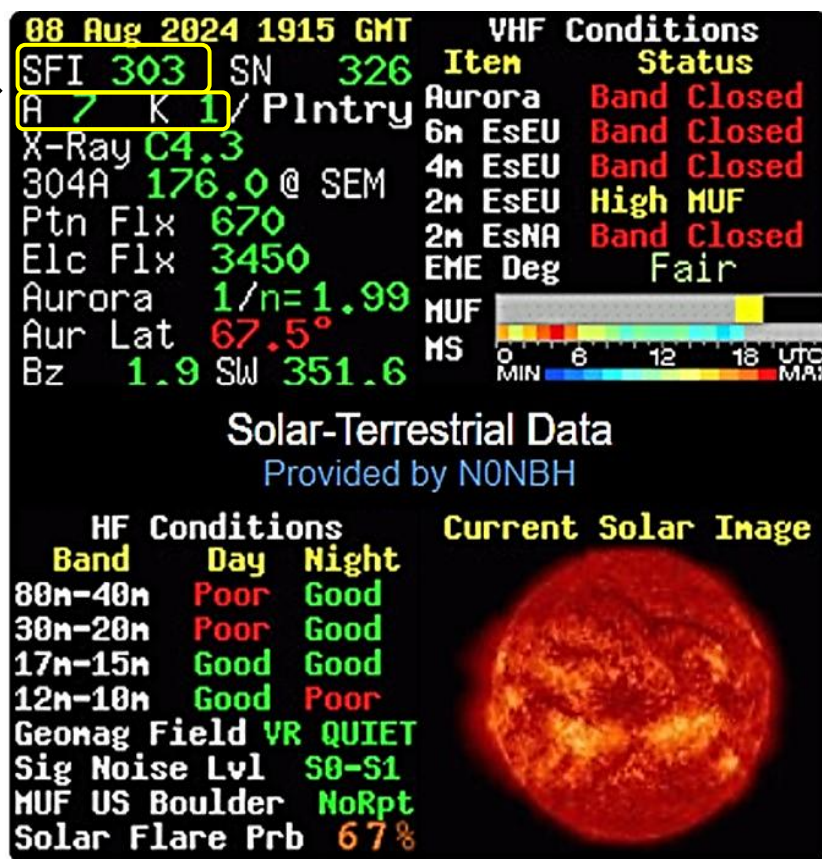 08 Aug 2024 1915 GMT
SFI 303 SN 326
A 7 K 1/Plntry
X-Ray C4.3
304A 176.0 @ SEM
Ptn Flx 670
Elc Flx 3450
Aurora 1/n=1.99
Aur Lat 67.5°
Bz 1.9 SW 351.6
VHF Conditions
Item Status
Aurora Band Closed
6m EsEU Band Closed
4m EsEU Band Closed
2m EsEU High MUF
2m EsNA Band Closed
EME Deg Fair
MUF
MS
0 6 12 18 UTC
MIN MAX
Solar-Terrestrial Data
Provided by N0NBH
HF Conditions
Band Day Night
80m-40m Poor Good
30m-20m Poor Good
17m-15m Good Good
12m-10m Good Poor
Geomag Field VR QUIET
Sig Noise Lvl S0-S1
MUF US Boulder NoRpt
Solar Flare Prb 67%
Current Solar Image